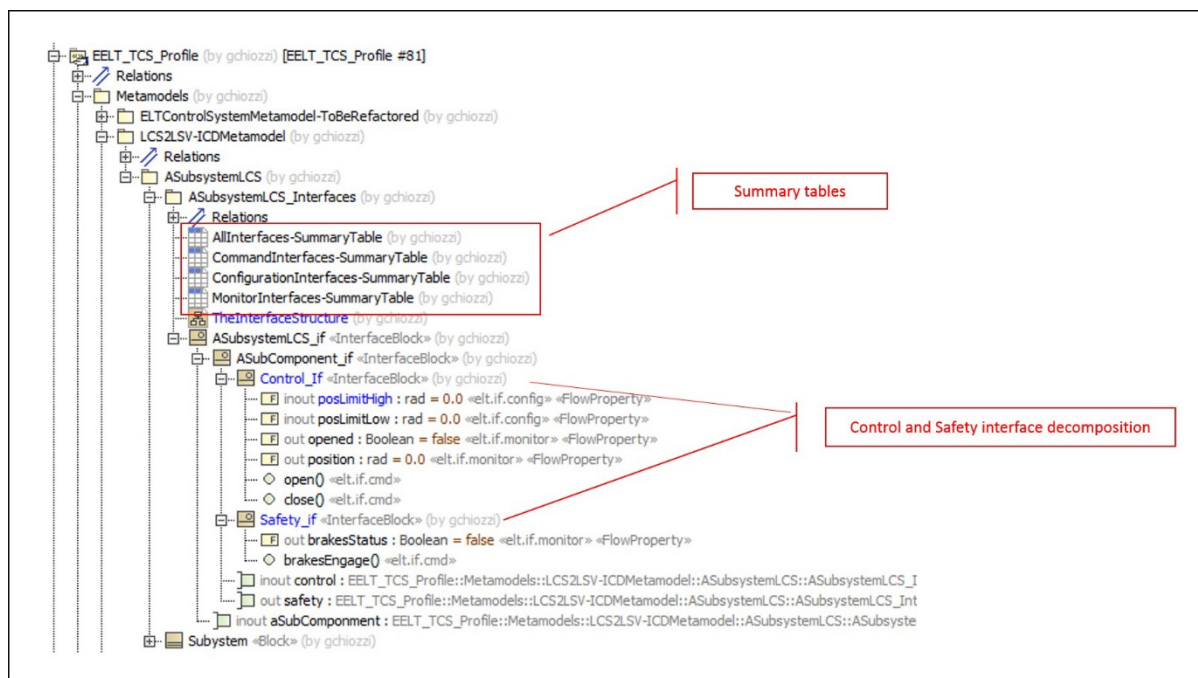 EELT_TCS_Profile (by gchiozzi) [EELT_TCS_Profile #81]
Relations
Metamodels (by gchiozzi)
ELTControlSystemMetamodel-ToBeRefactored (by gchiozzi)
LCS2LSV-ICDMetamodel (by gchiozzi)
Relations
ASubsystemLCS (by gchiozzi)
Summary tables
ASubsystemLCS_Interfaces (by gchiozzi)
Relations
AllInterfaces-SummaryTable (by gchiozzi)
CommandInterfaces-SummaryTable (by gchiozzi)
ConfigurationInterfaces-SummaryTable (by gchiozzi)
MonitorInterfaces-SummaryTable (by gchiozzi)
TheInterfaceStructure (by gchiozzi)
ASubsystemLCS_if «InterfaceBlock» (by gchiozzi)
ASubComponent_if «InterfaceBlock» (by gchiozzi)
Control_If «InterfaceBlock» (by gchiozzi)
F inout posLimitHigh : rad = 0.0 «elt.if.config» «FlowProperty»
F inout posLimitLow : rad = 0.0 «elt.if.config» «FlowProperty»
Control and Safety interface decomposition
F out opened : Boolean = false «elt.if.monitor» «FlowProperty»
F out position : rad = 0.0 «elt.if.monitor» «FlowProperty»
open() «elt.if.cmd»
close() «elt.if.cmd»
Safety_if «InterfaceBlock» (by gchiozzi)
F out brakesStatus : Boolean = false «elt.if.monitor» «FlowProperty»
brakesEngage() «elt.if.cmd»
inout control : EELT_TCS_Profile::Metamodels::LCS2LSV-ICDMetamodel::ASubsystemLCS::ASubsystemLCS_I
out safety : EELT_TCS_Profile::Metamodels::LCS2LSV-ICDMetamodel::ASubsystemLCS::ASubsystemLCS_Int
inout aSubComponment : EELT_TCS_Profile::Metamodels::LCS2LSV-ICDMetamodel::ASubsystemLCS::ASubsyste
Subystem «Block» (by gchiozzi)